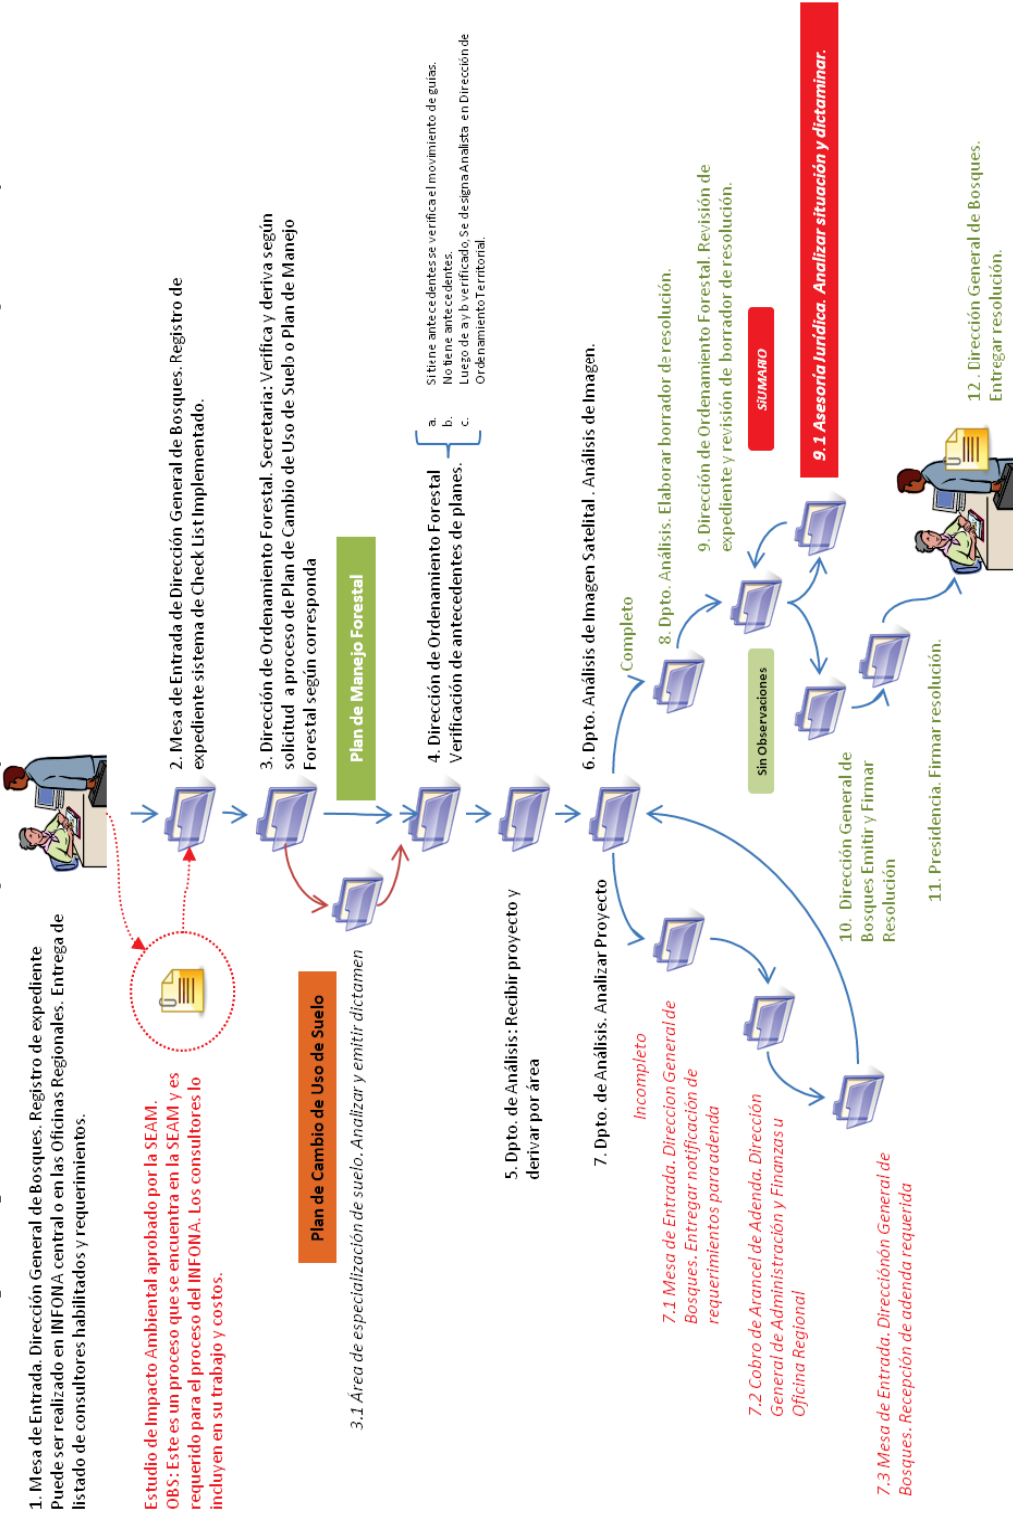 1. Mesa de Entrada. Dirección General de Bosques. Registro de expediente
Puede ser realizado en INFONA central o en las Oficinas Regionales. Entrega de
listado de consultores habilitados y requerimientos.
Estudio de Impacto Ambiental aprobado por la SEAM.
OBS: Este es un proceso que se encuentra en la SEAM y es
requerido para el proceso del INFONA. Los consultores lo
incluyen en su trabajo y costos.
2. Mesa de Entrada de Dirección General de Bosques. Registro de
expediente sistema de Check List Implementado.
3. Dirección de Ordenamiento Forestal. Secretaria: Verifica y deriva según
solicitud a proceso de Plan de Cambio de Uso de Suelo o Plan de Manejo
Forestal según corresponda
Plan de Cambio de Uso de Suelo
Plan de Manejo Forestal
3.1 Área de especialización de suelo. Analizar y emitir dictamen
4. Dirección de Ordenamiento Forestal
Verificación de antecedentes de planes.
a. Si tiene antecedentes se verifica el movimiento de guías.
b. No tiene antecedentes.
c. Luego de a y b verificado, Se designa Analista en Dirección de
Ordenamiento Territorial.
5. Dpto. de Análisis: Recibir proyecto y
derivar por área
6. Dpto. Análisis de Imagen Satelital . Análisis de Imagen.
7. Dpto. de Análisis. Analizar Proyecto
Completo
Incompleto
7.1 Mesa de Entrada. Direccion General de
Bosques. Entregar notificación de
requerimientos para adenda
8. Dpto. Análisis. Elaborar borrador de resolución.
9. Dirección de Ordenamiento Forestal. Revisión de
expediente y revisión de borrador de resolución.
7.2 Cobro de Arancel de Adenda. Dirección
General de Administración y Finanzas u
Oficina Regional
Sin Observaciones
SiUMARIO
9.1 Asesoría Jurídica. Analizar situación y dictaminar.
10. Dirección General de
Bosques Emitir y Firmar
Resolución
7.3 Mesa de Entrada. Direcciónón General de
Bosques. Recepción de adenda requerida
11. Presidencia. Firmar resolución.
12 . Dirección General de Bosques.
Entregar resolución.